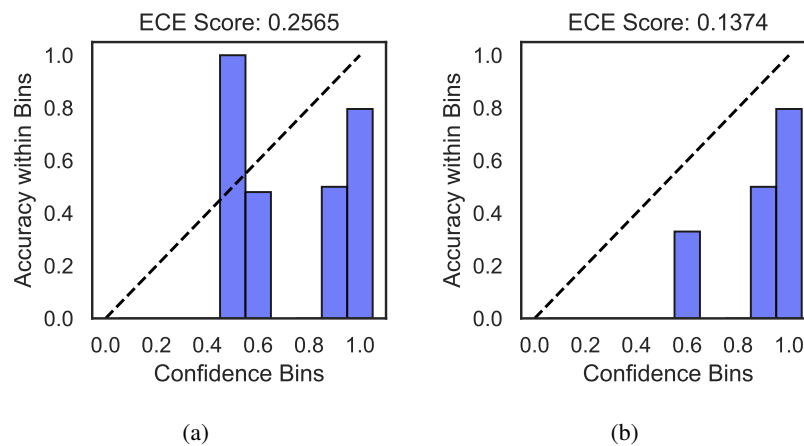 ECE Score: 0.2565
1.0
0.8
0.6
0.4
0.2
0.0
Accuracy within Bins
0.0 0.2 0.4 0.6 0.8 1.0
Confidence Bins
(a)
ECE Score: 0.1374
1.0
0.8
0.6
0.4
0.2
0.0
Accuracy within Bins
0.0 0.2 0.4 0.6 0.8 1.0
Confidence Bins
(b)